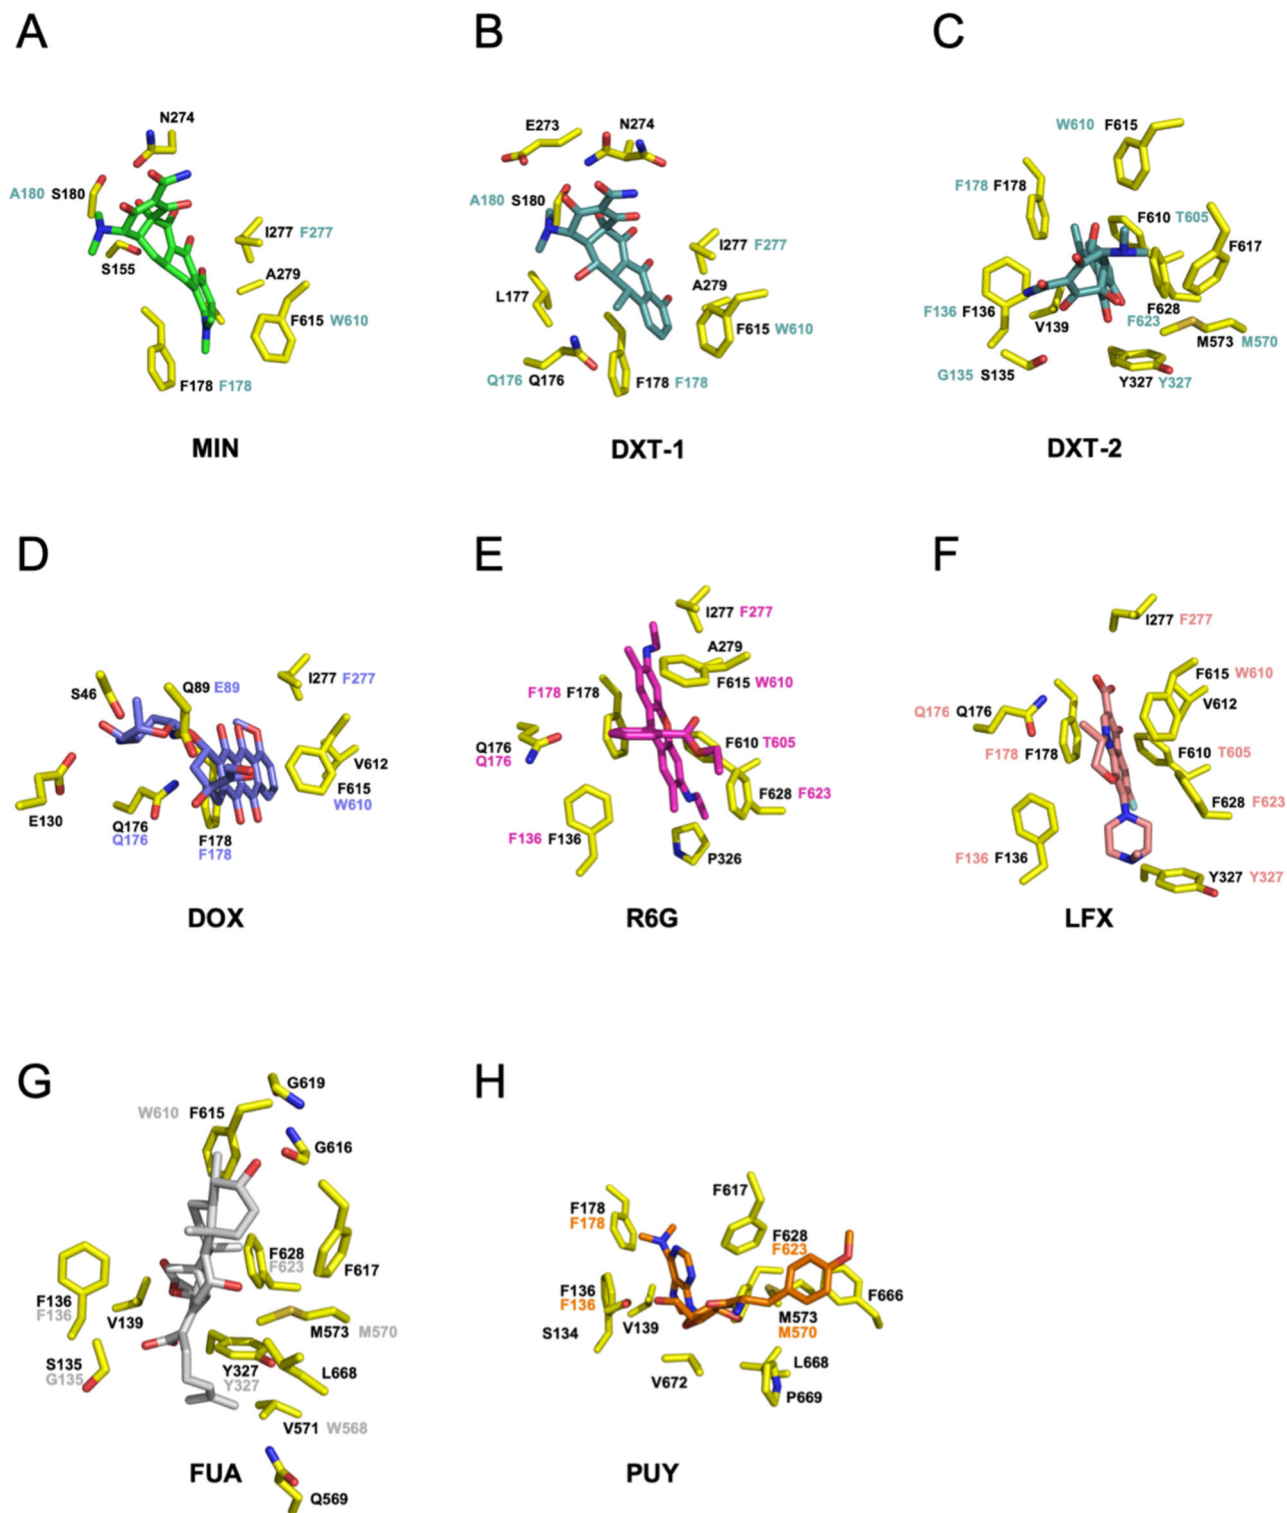 A
N274
A180 S180
S155
I277 F277
A279
F615 W610
F178 F178
MIN
B
E273
N274
A180 S180
I277 F277
L177
A279
F615 W610
Q176 Q176
F178 F178
DXT-1
C
W610 F615
F178 F178
F610 T605
F617
F136 F136
V139
F628
F623
M573 M570
G135 S135
Y327 Y327
DXT-2
D
S46
Q89 E89
I277 F277
E130
V612
F615
W610
Q176
Q176
F178
F178
DOX
E
I277 F277
A279
F615 W610
F178 F178
Q176
Q176
F610 T605
F628 F623
F136 F136
P326
R6G
F
I277 F277
F615 W610
V612
Q176 Q176
F178 F178
F610 T605
F628 F623
F136 F136
Y327 Y327
LFX
G
G619
W610 F615
G616
F628
F623
F617
F136
F136
V139
M573 M570
S135
G135
Y327
Y327
L668
V571 W568
FUA
Q569
H
F617
F178
F178
F628
F623
F136
F136
F666
S134
V139
M573
M570
V672
L668
P669
PUY